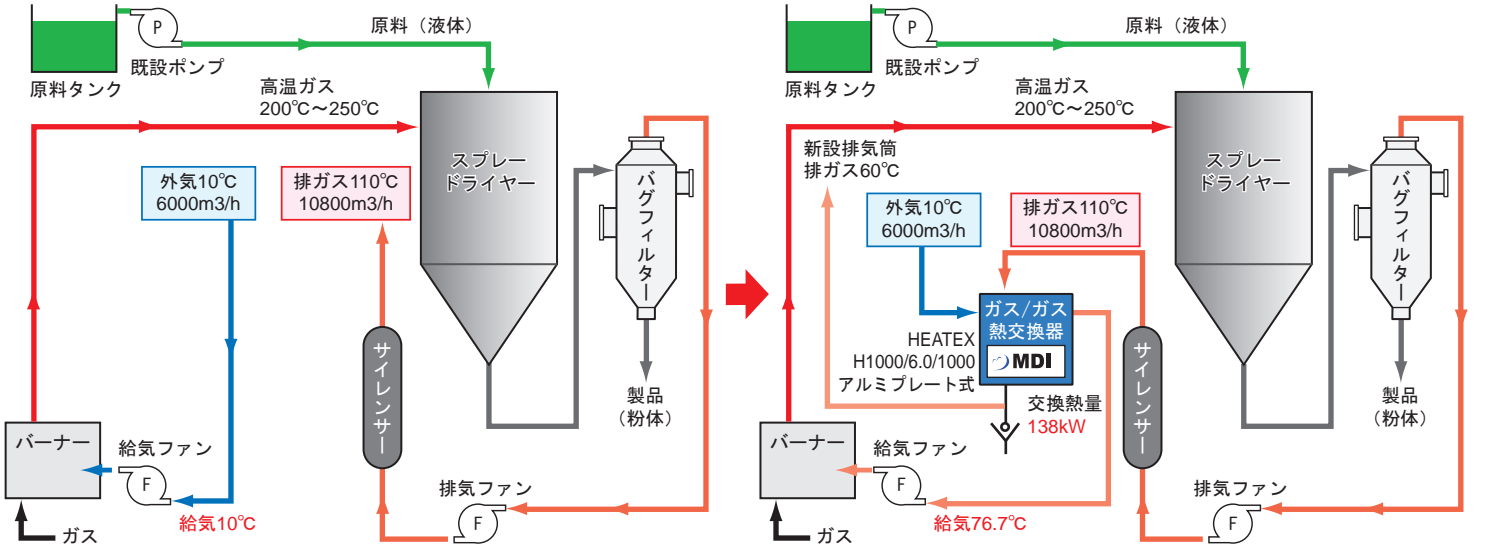 P
原料（液体）
既設ポンプ
原料タンク
高温ガス
200℃～250℃
外気10℃
6000m3/h
排ガス110℃
10800m3/h
スプレー
ドライヤー
バグフィルター
サイレンサー
製品
（粉体）
バーナー
給気ファン
F
給気10℃
ガス
排気ファン
F
P
原料（液体）
既設ポンプ
原料タンク
高温ガス
200℃～250℃
新設排気筒
排ガス60℃
外気10℃
6000m3/h
排ガス110℃
10800m3/h
スプレー
ドライヤー
バグフィルター
ガス/ガス
熱交換器
MDI
HEATEX
H1000/6.0/1000
アルミプレート式
交換熱量
138kW
サイレンサー
製品
（粉体）
バーナー
給気ファン
F
給気76.7℃
ガス
排気ファン
F